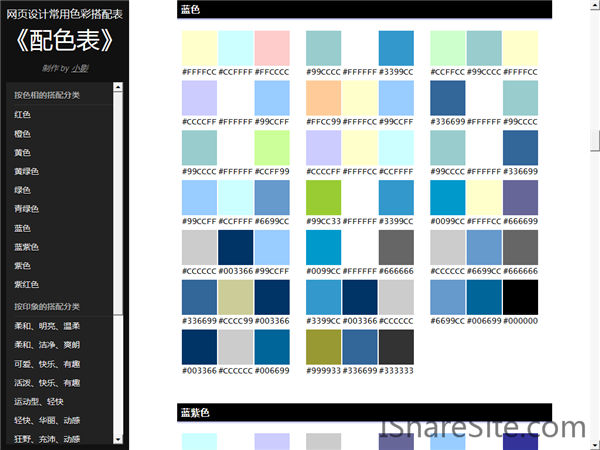 网页设计常用色彩搭配表
《配色表》
制作 by 小影
按色相的搭配分类
红色
橙色
黄色
黄绿色
绿色
青绿色
蓝色
蓝紫色
紫色
紫红色
按印象的搭配分类
柔和、明亮、温柔
柔和、洁净、爽朗
可爱、快乐、有趣
活泼、快乐、有趣
运动型、轻快
轻快、华丽、动感
狂野、充沛、动感
蓝色
#FFFFCC #CCFFFF #FFCCCC #99CCCC #FFFFFF #3399CC #CCFFCC #99CCCC #FFFFCC
#CCCCFF #FFFFFF #99CCFF #FFCC99 #FFFFCC #99CCFF #336699 #FFFFFF #99CCCC
#99CCCC #FFFFFF #CCFF99 #CCCCFF #FFFFCC #CCFFFF #99CCCC #FFFFFF #336699
#99CCFF #CCFFFF #6699CC #99CC33 #FFFFFF #3399CC #0099CC #FFFFCC #666699
#CCCCCC #003366 #99CCFF #0099CC #FFFFFF #666666 #CCCCCC #6699CC #666666
#336699 #CCCC99 #003366 #3399CC #003366 #CCCCCC #6699CC #006699 #000000
#003366 #CCCCCC #006699 #999933 #336699 #333333
蓝紫色
IShareSite.com